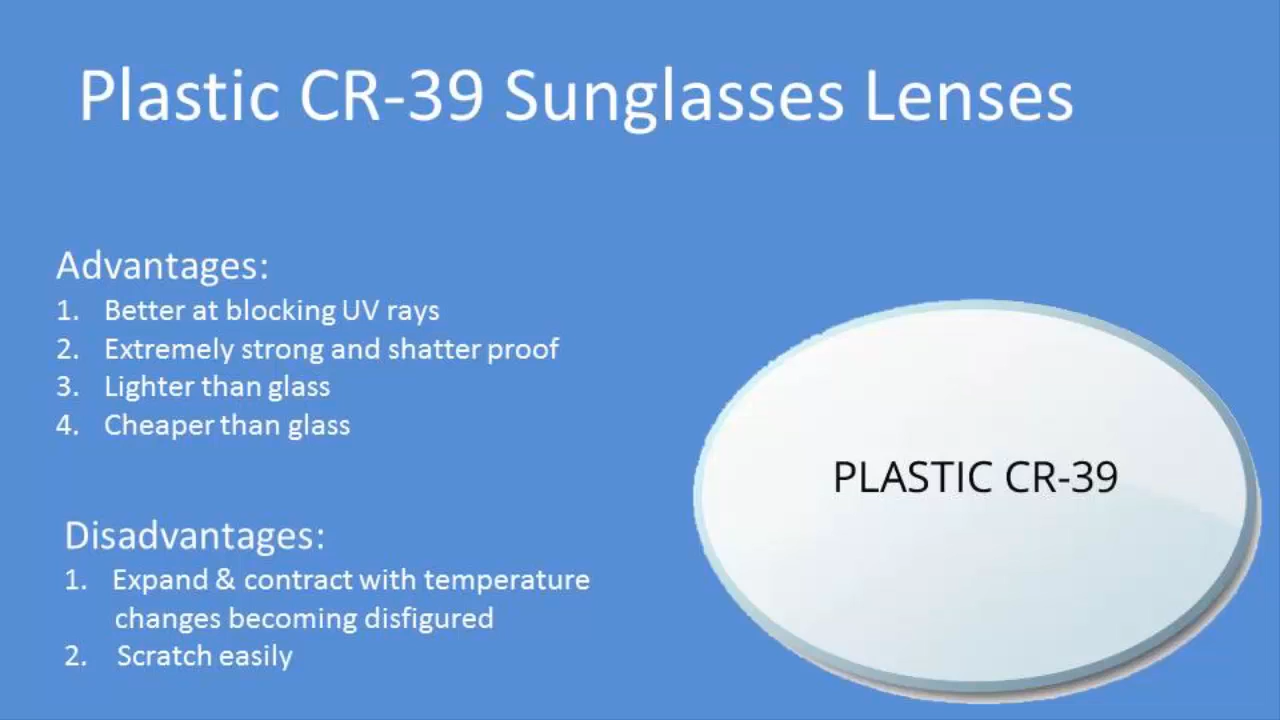 Plastic CR-39 Sunglasses Lenses
Advantages:
1. Better at blocking UV rays
2. Extremely strong and shatter proof
3. Lighter than glass
4. Cheaper than glass
PLASTIC CR-39
Disadvantages:
1. Expand & contract with temperature
changes becoming disfigured
2. Scratch easily